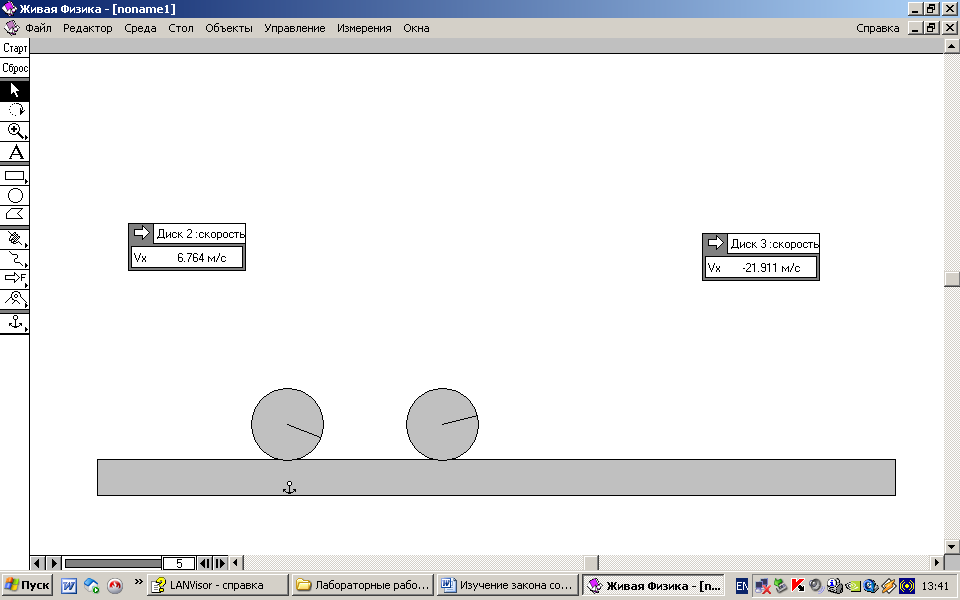 Живая Физика - [noname1]
Файл Редактор Среда Стол Объекты Управление Измерения Окна Справка
Старт
Сброс
A
F
Диск 2 :скорость
Vx 6.764 м/с
Диск 3 :скорость
Vx -21.911 м/с
5
Пуск LANVisor - справка Лабораторные рабо... Изучение закона со... Живая Физика - [n... EN 13:41